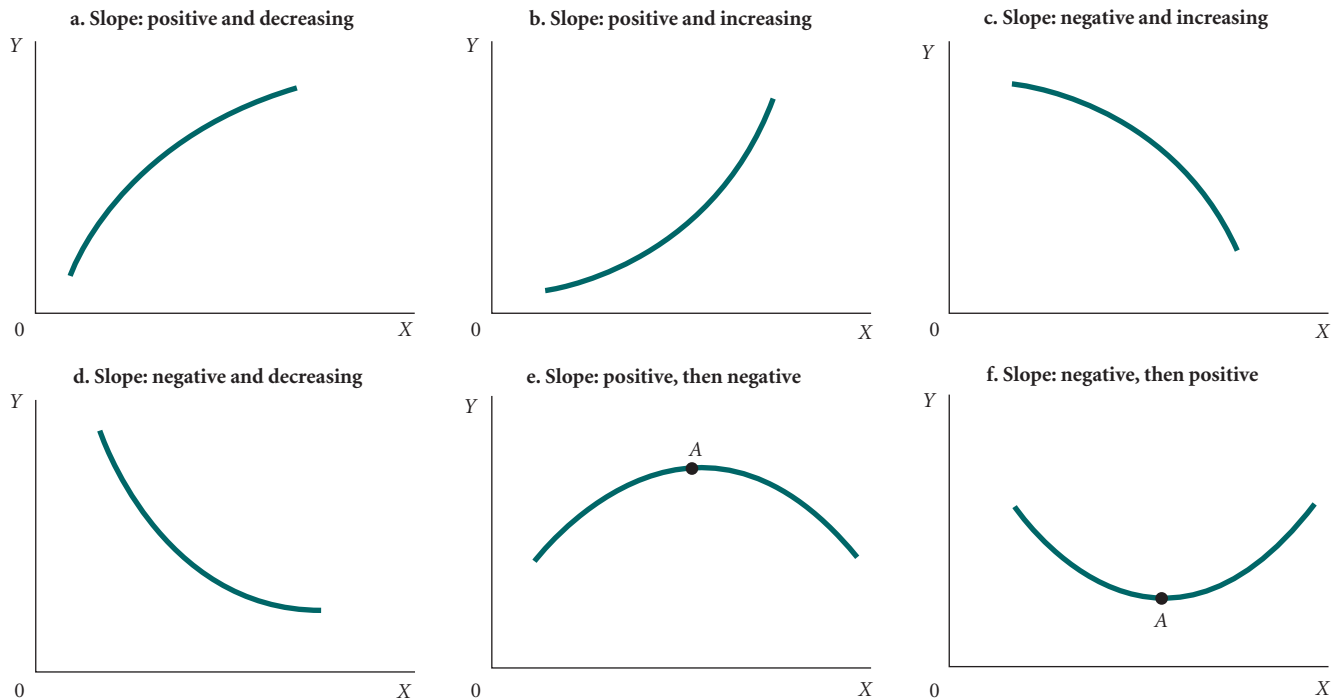 a. Slope: positive and decreasing
Y
0
X
b. Slope: positive and increasing
Y
0
X
c. Slope: negative and increasing
Y
0
X
d. Slope: negative and decreasing
Y
0
X
e. Slope: positive, then negative
Y
A
0
X
f. Slope: negative, then positive
Y
A
0
X